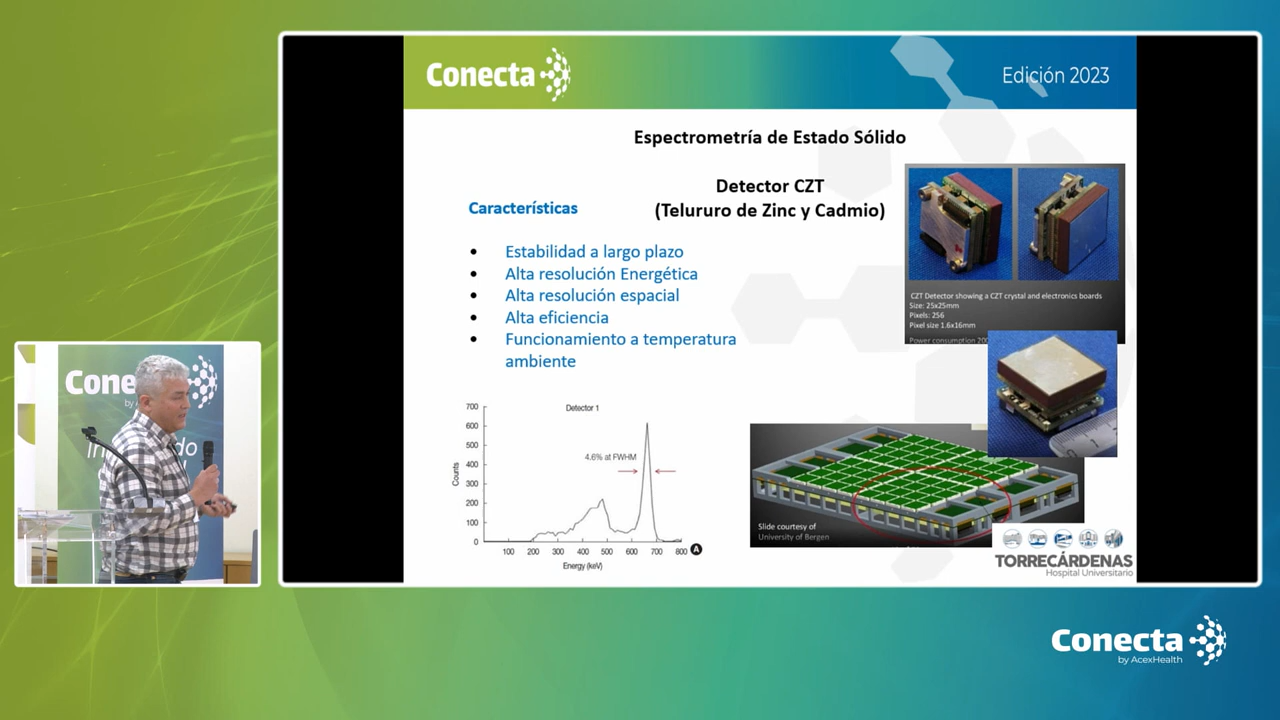 Conecta
Edición 2023
Espectrometría de Estado Sólido
Detector CZT
(Telururo de Zinc y Cadmio)
Características
• Estabilidad a largo plazo
• Alta resolución Energética
• Alta resolución espacial
• Alta eficiencia
• Funcionamiento a temperatura
ambiente
CZT Detector showing a CZT crystal and electronics boards
Size: 25x25mm
Pixels: 256
Pixel size 1.6x16mm
Power consumption 200
Detector 1
Counts
700
600
500
400
300
200
100
0
4.6% at FWHM
100 200 300 400 500 600 700 800
A
Energy (keV)
Slide courtesy of
University of Bergen
TORRECÁRDENAS
Hospital Universitario
Conecta
by AcexHealth